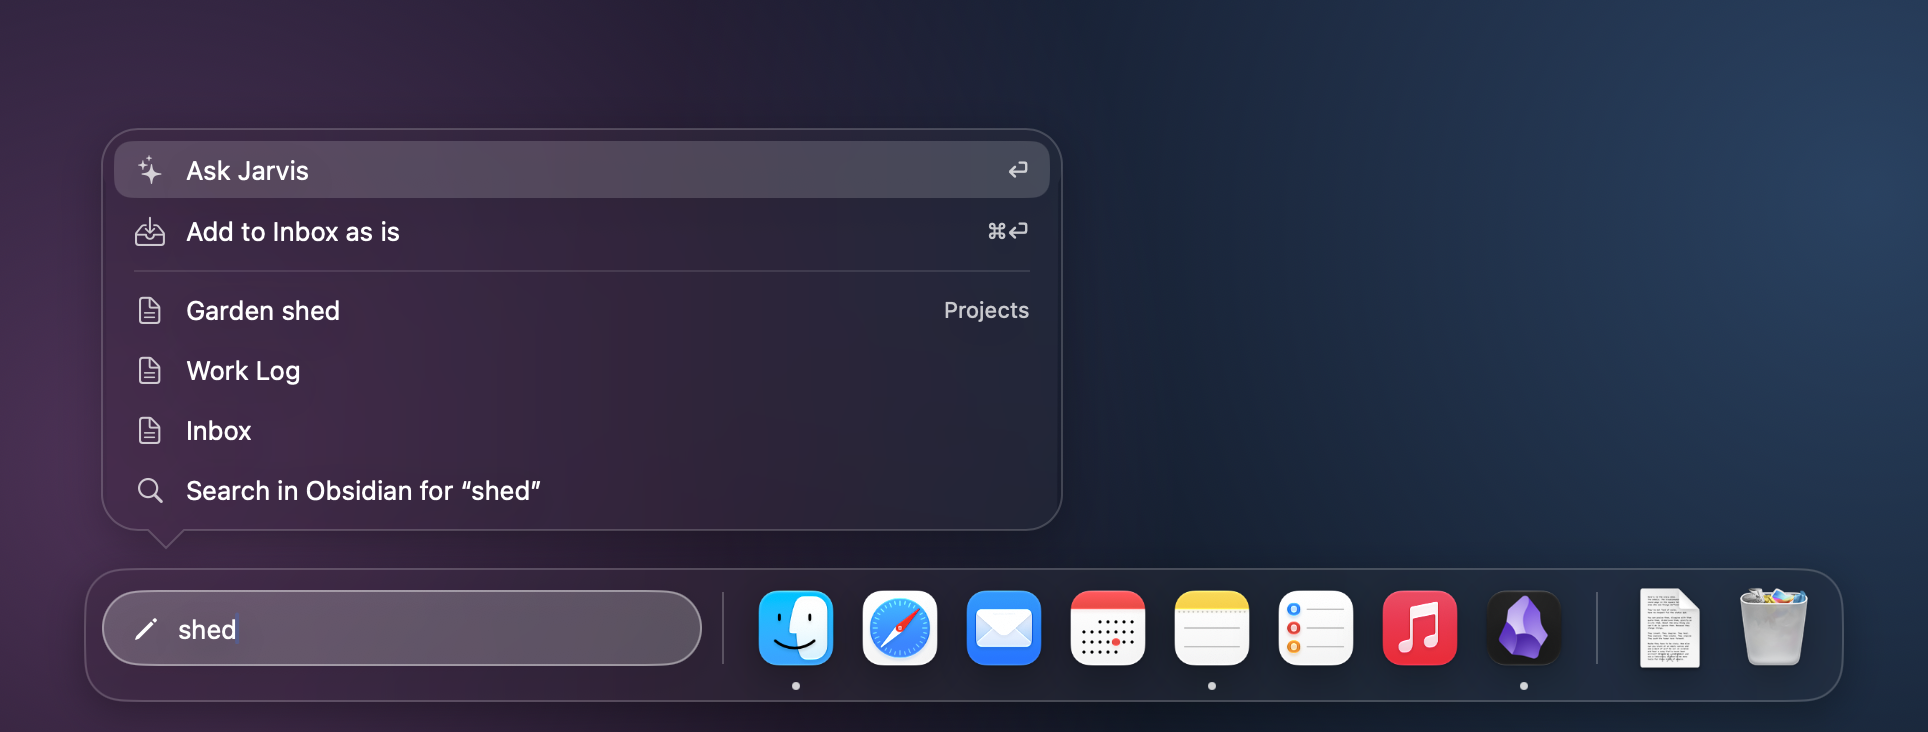 Ask Jarvis
Add to Inbox as is ⌘↩
Garden shed Projects
Work Log
Inbox
Search in Obsidian for “shed”
shed